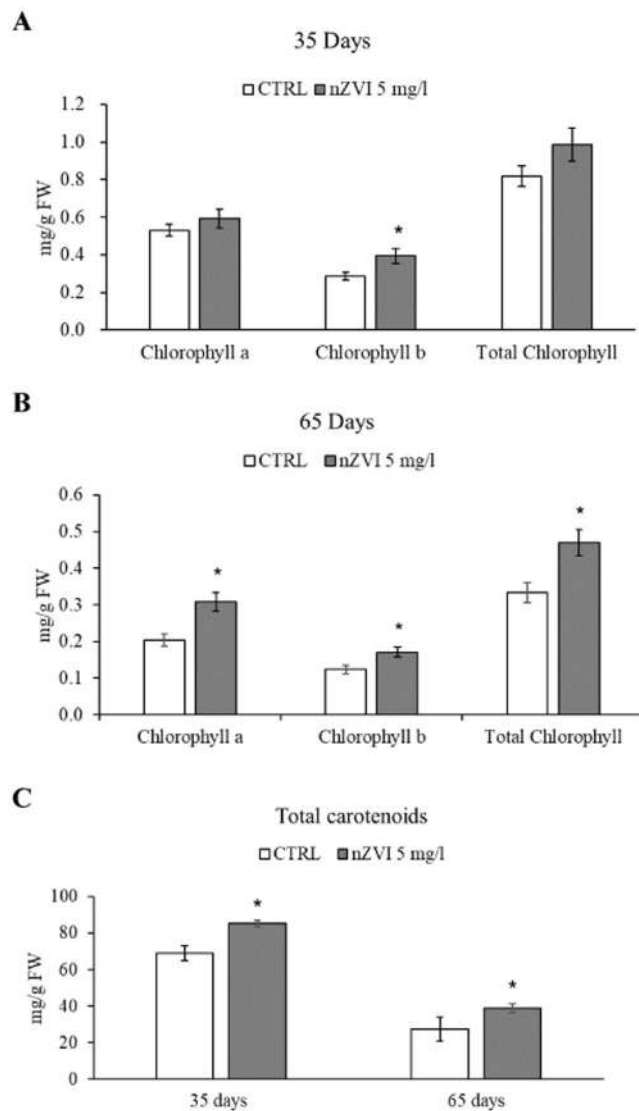 A
35 Days
CTRL nZVI 5 mg/l
1.2
1.0
0.8
0.6
0.4
0.2
0.0
mg/g FW
*
Chlorophyll a Chlorophyll b Total Chlorophyll
B
65 Days
CTRL nZVI 5 mg/l
0.6
0.5
0.4
0.3
0.2
0.1
0.0
mg/g FW
* * *
Chlorophyll a Chlorophyll b Total Chlorophyll
C
Total carotenoids
CTRL nZVI 5 mg/l
100
80
60
40
20
0
mg/g FW
* *
35 days 65 days